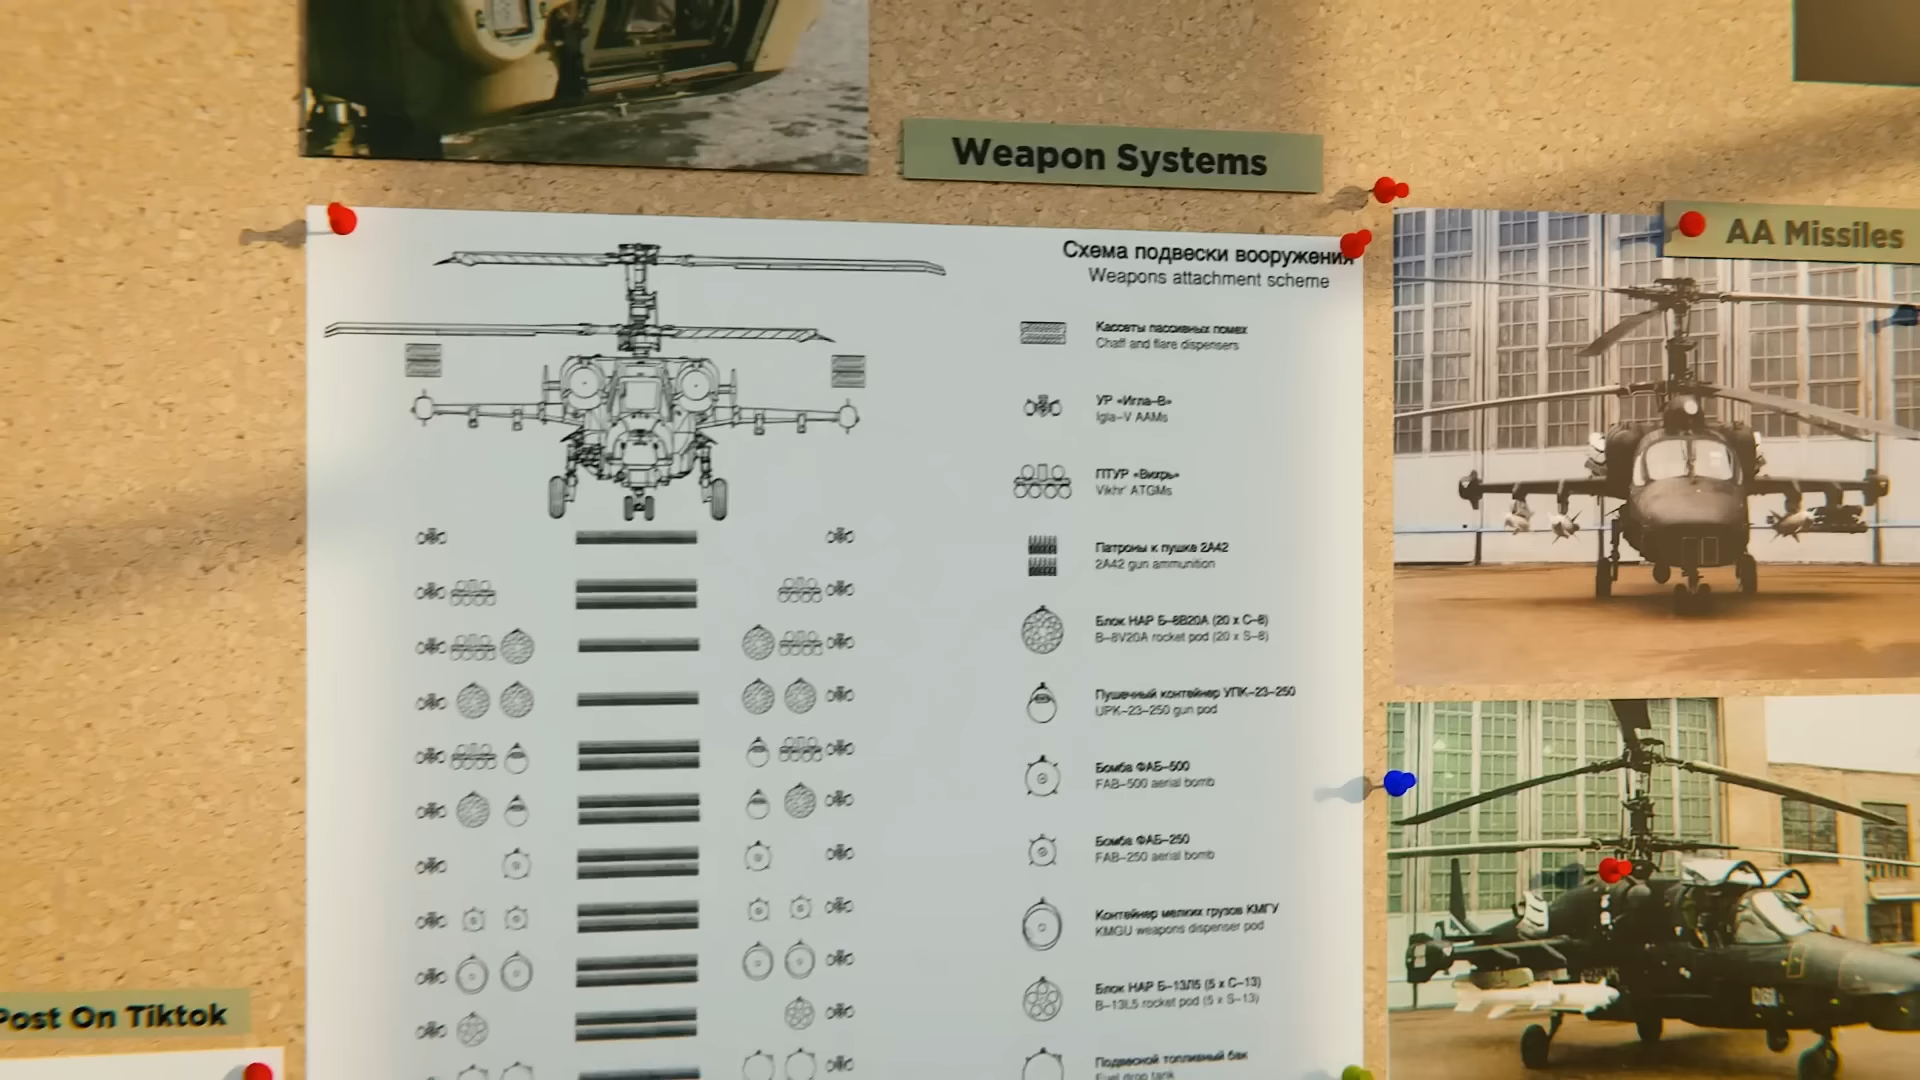 Weapon Systems
AA Missiles
Схема подвески вооружения
Weapons attachment scheme
Кассеты пассивных помех
Chaff and flare dispensers
УР «Игла–В»
Igla–V AAMs
ПТУР «Вихрь»
Vikhr' ATGMs
Патроны к пушке 2А42
2A42 gun ammunition
Блок НАР Б–8В20А (20 x С–8)
B–8V20A rocket pod (20 x S–8)
Пушечный контейнер УПК–23–250
UPK–23–250 gun pod
Бомба ФАБ–500
FAB–500 aerial bomb
Бомба ФАБ–250
FAB–250 aerial bomb
Контейнер мелких грузов КМГУ
KMGU weapons dispenser pod
Блок НАР Б–13Л5 (5 x С–13)
B–13L5 rocket pod (5 x S–13)
Подвесной топливный бак
Fuel drop tank
Post On Tiktok